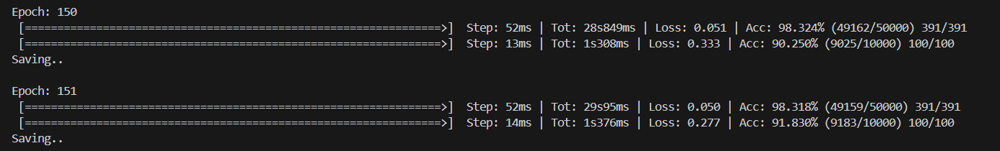 Epoch: 150
[================================================================>] Step: 52ms | Tot: 28s849ms | Loss: 0.051 | Acc: 98.324% (49162/50000) 391/391
[================================================================>] Step: 13ms | Tot: 1s308ms | Loss: 0.333 | Acc: 90.250% (9025/10000) 100/100
Saving..
Epoch: 151
[================================================================>] Step: 52ms | Tot: 29s95ms | Loss: 0.050 | Acc: 98.318% (49159/50000) 391/391
[================================================================>] Step: 14ms | Tot: 1s376ms | Loss: 0.277 | Acc: 91.830% (9183/10000) 100/100
Saving..